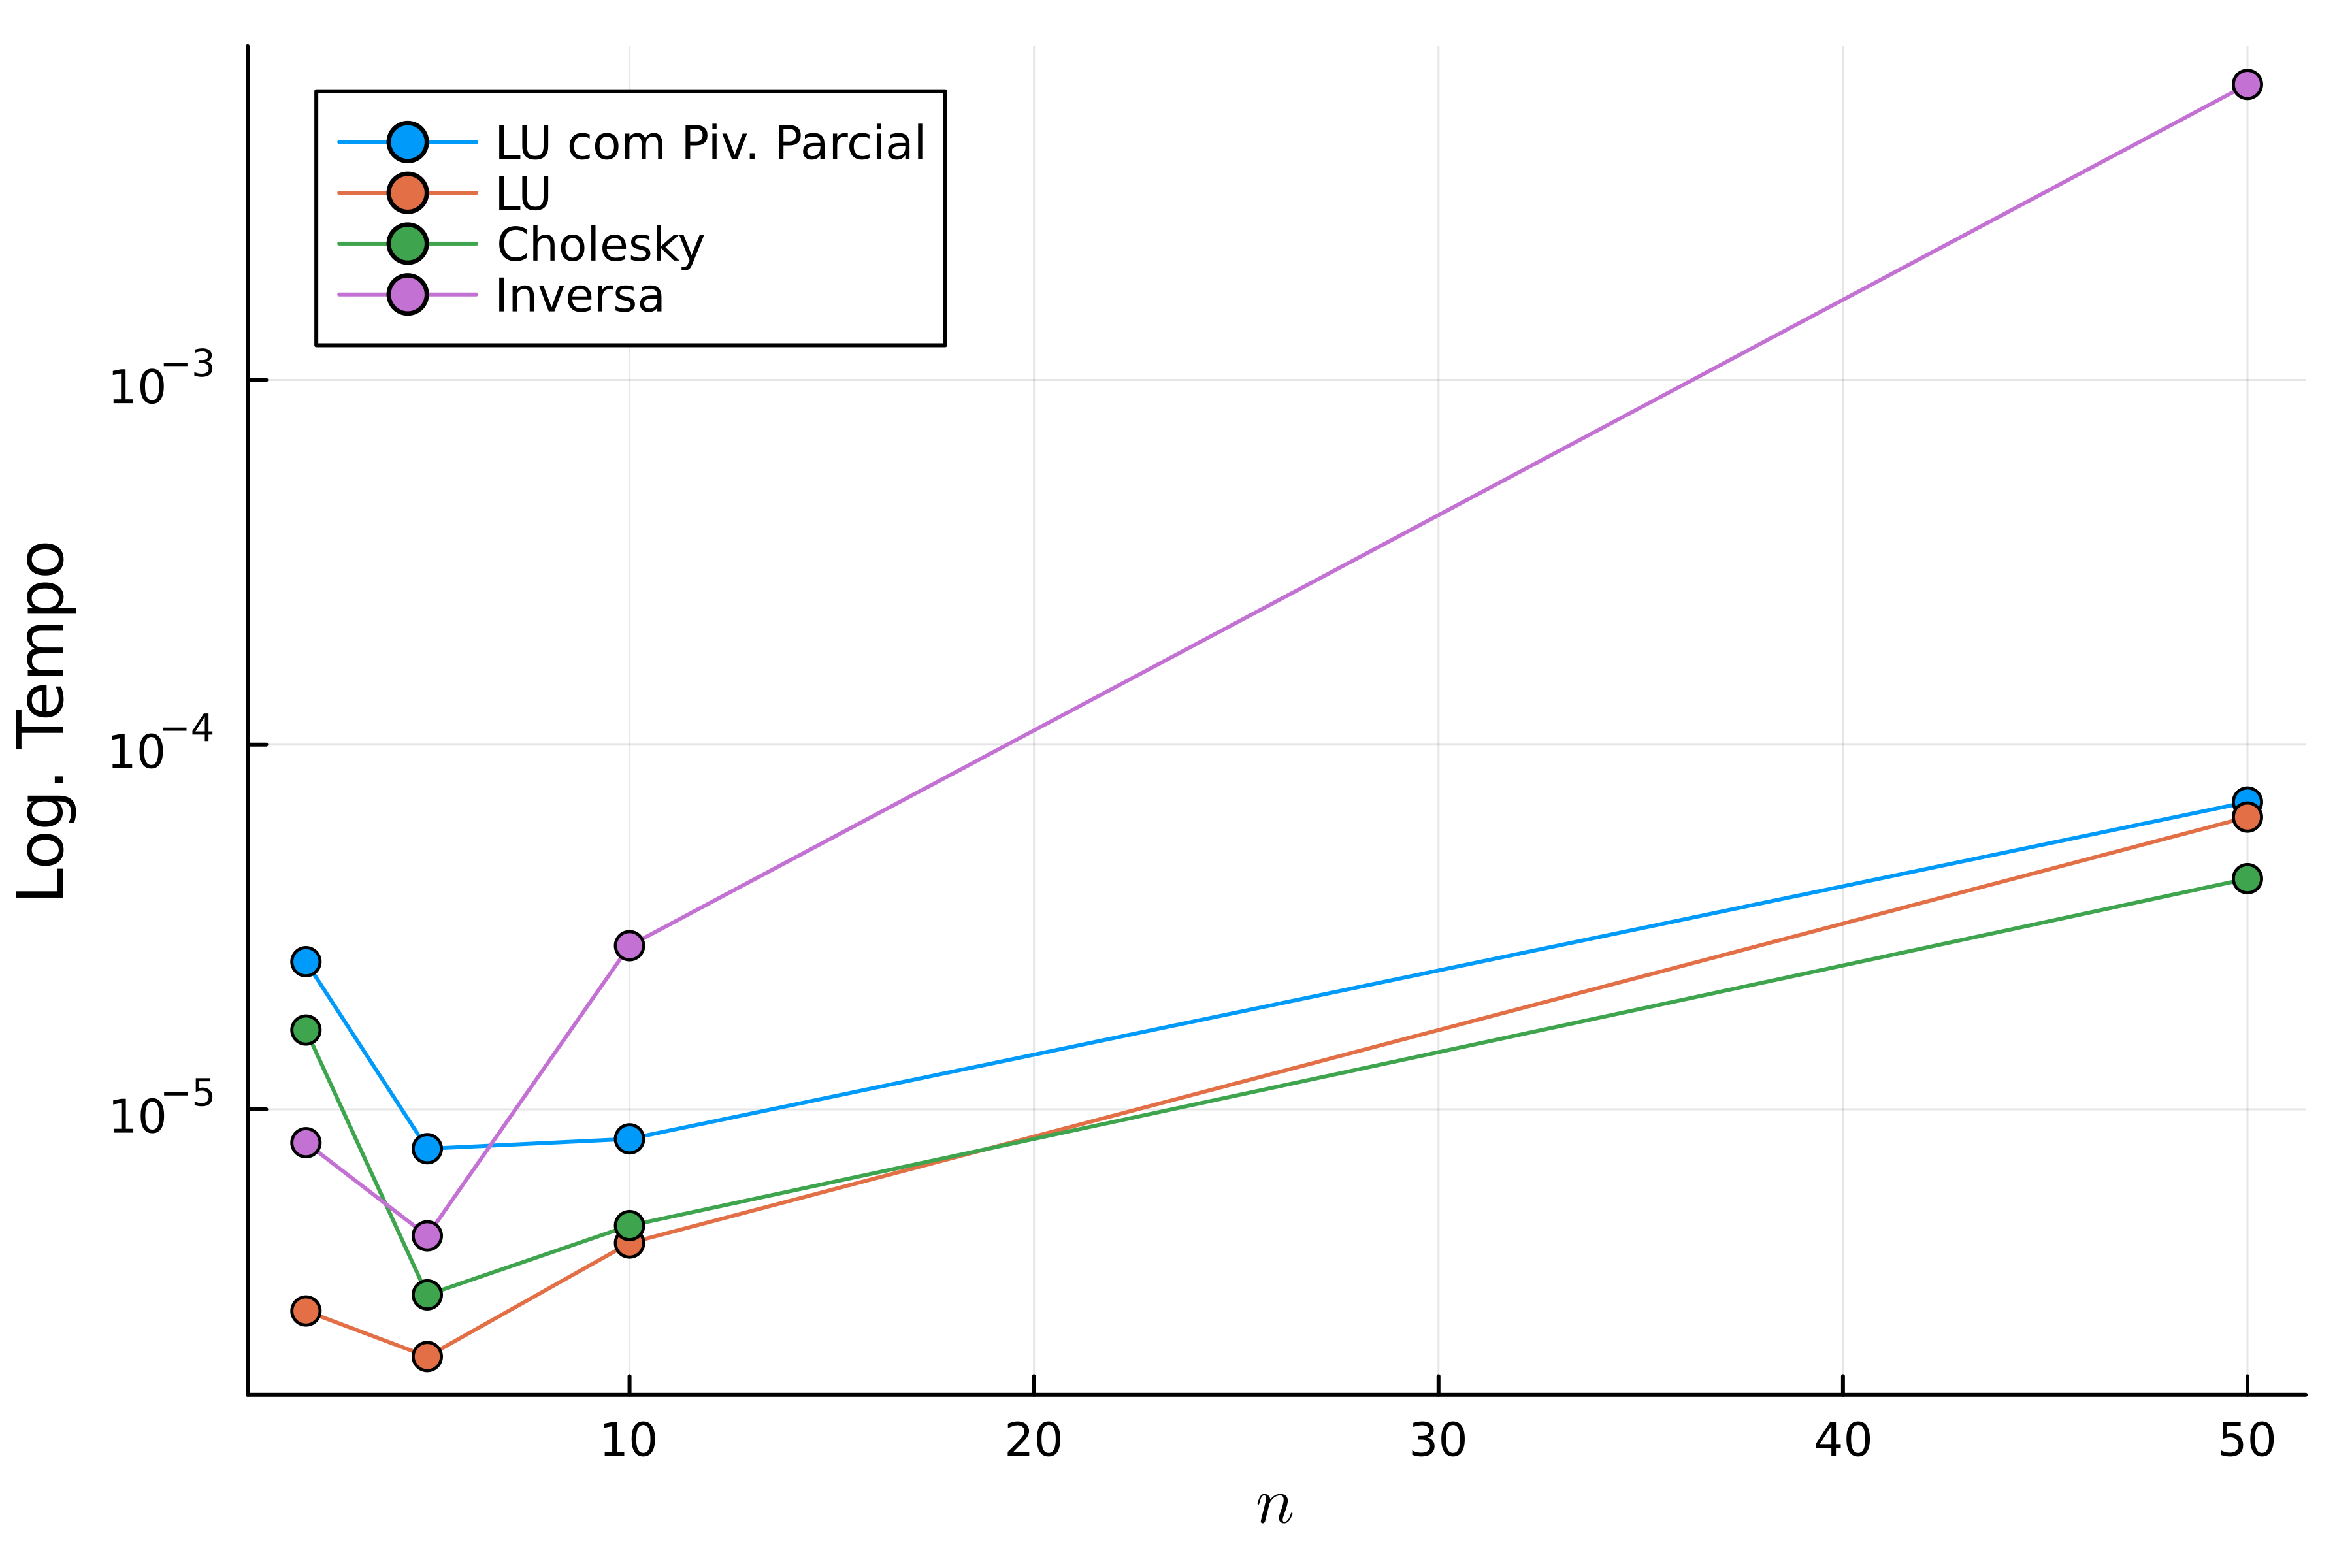 LU com Piv. Parcial
LU
Cholesky
Inversa
10⁻³
10⁻⁴
10⁻⁵
Log. Tempo
10 20 30 40 50
n